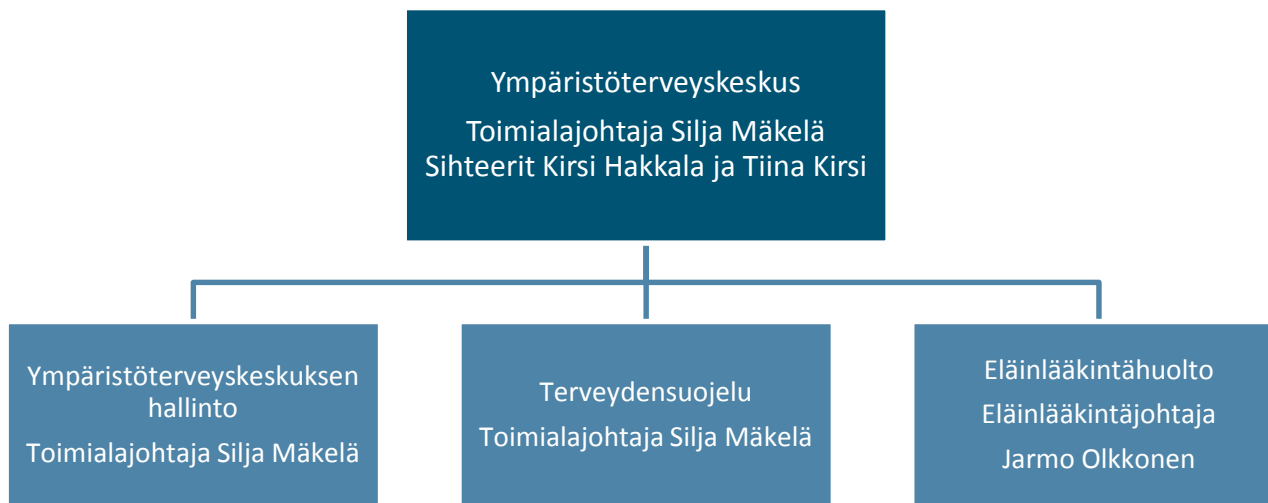 Ympäristöterveyskeskus
Toimialajohtaja Silja Mäkelä
Sihteerit Kirsi Hakkala ja Tiina Kirsi
Ympäristöterveyskeskuksen
hallinto
Toimialajohtaja Silja Mäkelä
Terveydensuojelu
Toimialajohtaja Silja Mäkelä
Eläinlääkintähuolto
Eläinlääkintäjohtaja
Jarmo Olkkonen